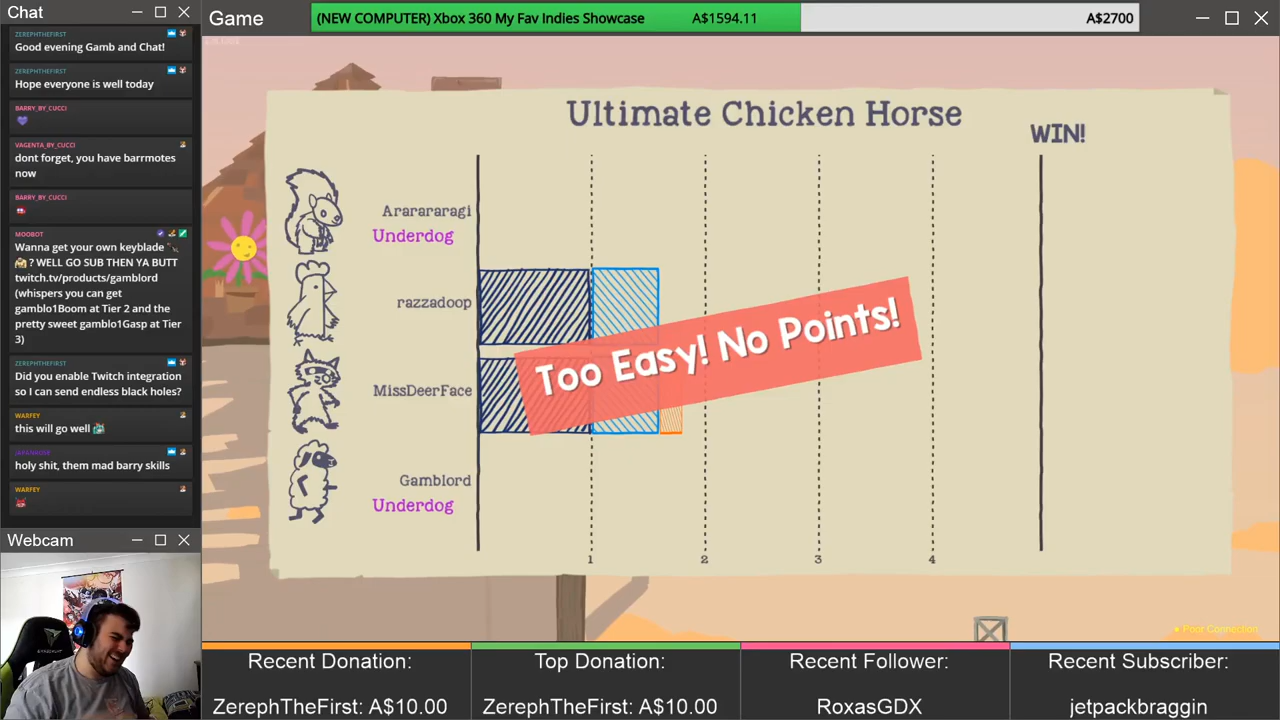 Chat
ZEREPHTHEFIRST
Good evening Gamb and Chat!
ZEREPHTHEFIRST
Hope everyone is well today
BARRY_BY_CUCCI
VAGENTA_BY_CUCCI
dont forget, you have barrmotes
now
BARRY_BY_CUCCI
MOOBOT
Wanna get your own keyblade
? WELL GO SUB THEN YA BUTT
twitch.tv/products/gamblord
(whispers you can get
gamblo1Boom at Tier 2 and the
pretty sweet gamblo1Gasp at Tier
3)
ZEREPHTHEFIRST
Did you enable Twitch integration
so I can send endless black holes?
WARFEY
this will go well
holy shit, them mad barry skills
WARFEY
Webcam
Game
(NEW COMPUTER) Xbox 360 My Fav Indies Showcase A$1594.11 A$2700
Ultimate Chicken Horse
WIN!
Ararararagi
Underdog
razzadoop
MissDeerFace
Gamblord
Underdog
Too Easy! No Points!
1 2 3 4
Poor Connection
Recent Donation:
ZerephTheFirst: A$10.00
Top Donation:
ZerephTheFirst: A$10.00
Recent Follower:
RoxasGDX
Recent Subscriber:
jetpackbraggin